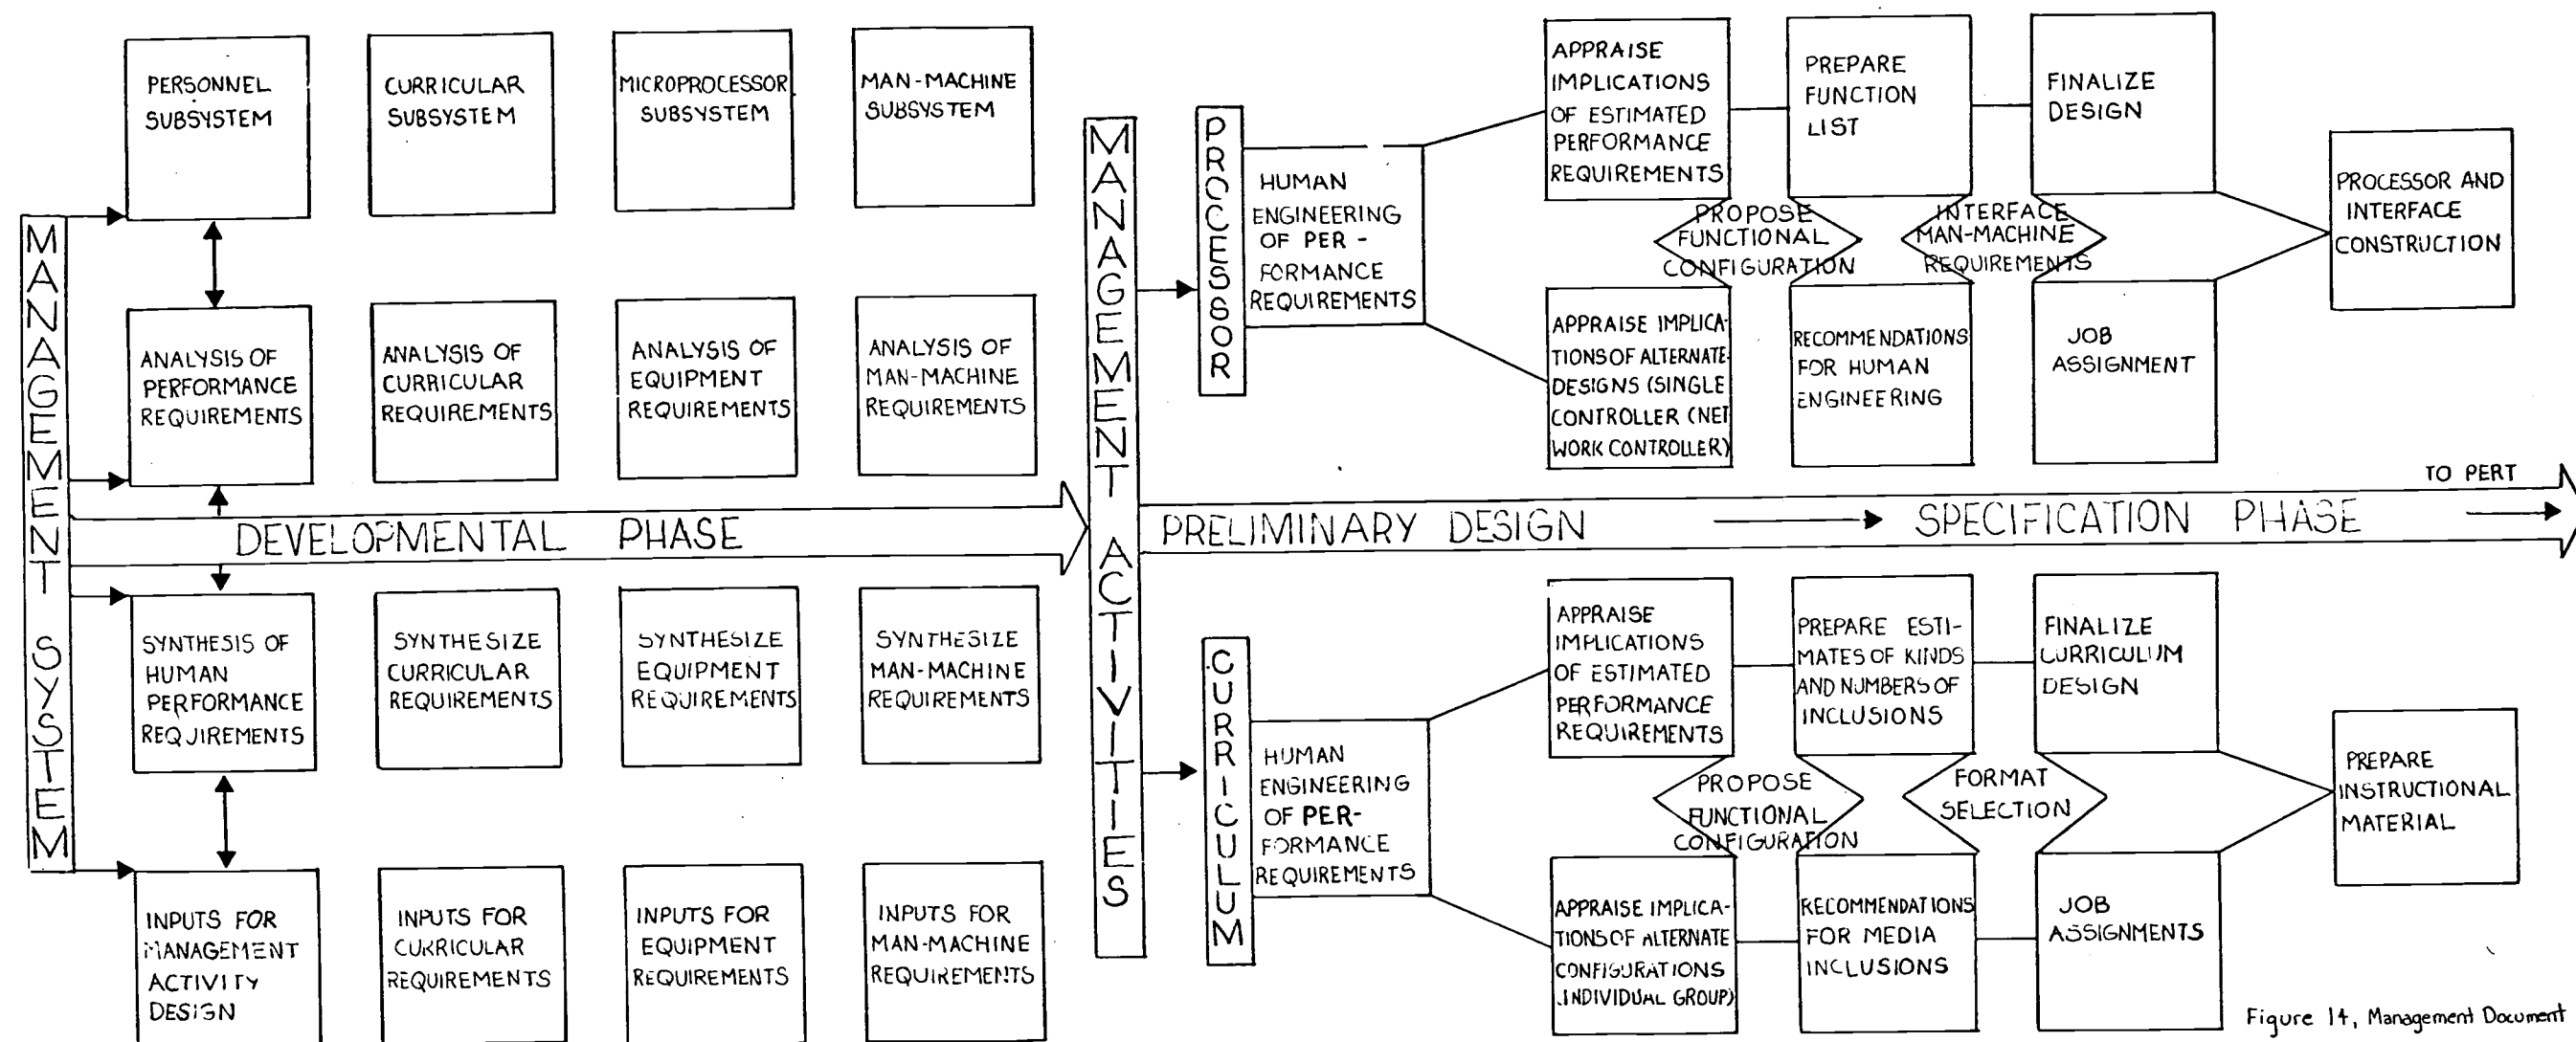 MANAGEMENT SYSTEM
PERSONNEL
SUBSYSTEM
CURRICULAR
SUBSYSTEM
MICROPROCESSOR
SUBSYSTEM
MAN-MACHINE
SUBSYSTEM
ANALYSIS OF
PERFORMANCE
REQUIREMENTS
ANALYSIS OF
CURRICULAR
REQUIREMENTS
ANALYSIS OF
EQUIPMENT
REQUIREMENTS
ANALYSIS OF
MAN-MACHINE
REQUIREMENTS
DEVELOPMENTAL PHASE
SYNTHESIS OF
HUMAN
PERFORMANCE
REQUIREMENTS
SYNTHESIZE
CURRICULAR
REQUIREMENTS
SYNTHESIZE
EQUIPMENT
REQUIREMENTS
SYNTHESIZE
MAN-MACHINE
REQUIREMENTS
INPUTS FOR
MANAGEMENT
ACTIVITY
DESIGN
INPUTS FOR
CURRICULAR
REQUIREMENTS
INPUTS FOR
EQUIPMENT
REQUIREMENTS
INPUTS FOR
MAN-MACHINE
REQUIREMENTS
MANAGEMENT ACTIVITIES
PROCESSOR
HUMAN
ENGINEERING
OF PER-
FORMANCE
REQUIREMENTS
APPRAISE
IMPLICATIONS
OF ESTIMATED
PERFORMANCE
REQUIREMENTS
PREPARE
FUNCTION
LIST
FINALIZE
DESIGN
PROPOSE
FUNCTIONAL
CONFIGURATION
INTERFACE
MAN-MACHINE
REQUIREMENTS
PROCESSOR AND
INTERFACE
CONSTRUCTION
APPRAISE IMPLICA-
TIONS OF ALTERNATE
DESIGNS (SINGLE
CONTROLLER (NET
WORK CONTROLLER)
RECOMMENDATIONS
FOR HUMAN
ENGINEERING
JOB
ASSIGNMENT
TO PERT
PRELIMINARY DESIGN
SPECIFICATION PHASE
CURRICULUM
HUMAN
ENGINEERING
OF PER-
FORMANCE
REQUIREMENTS
APPRAISE
IMPLICATIONS
OF ESTIMATED
PERFORMANCE
REQUIREMENTS
PREPARE ESTI-
MATES OF KINDS
AND NUMBERS OF
INCLUSIONS
FINALIZE
CURRICULUM
DESIGN
PROPOSE
FUNCTIONAL
CONFIGURATION
FORMAT
SELECTION
PREPARE
INSTRUCTIONAL
MATERIAL
APPRAISE IMPLICA-
TIONS OF ALTERNATE
CONFIGURATIONS
INDIVIDUAL GROUP)
RECOMMENDATIONS
FOR MEDIA
INCLUSIONS
JOB
ASSIGNMENTS
Figure 14, Management Document